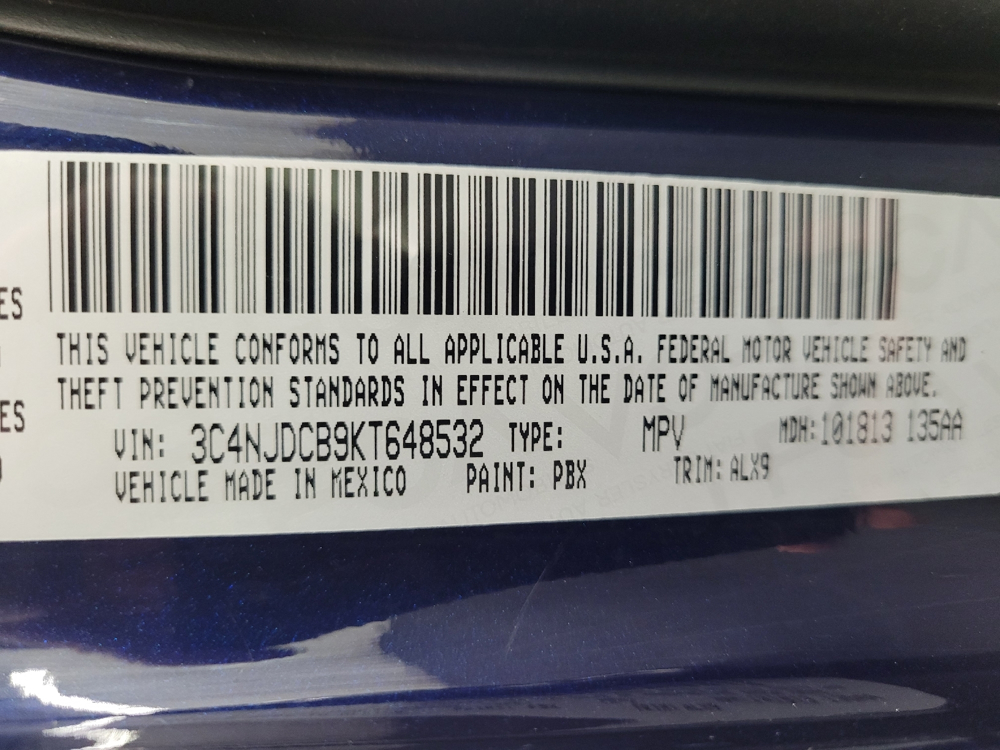 ES
THIS VEHICLE CONFORMS TO ALL APPLICABLE U.S.A. FEDERAL MOTOR VEHICLE SAFETY AND
THEFT PREVENTION STANDARDS IN EFFECT ON THE DATE OF MANUFACTURE SHOWN ABOVE.
ES
VIN: 3C4NJDCB9KT648532 TYPE: MPV MDH:101813 135AA
VEHICLE MADE IN MEXICO PAINT: PBX TRIM: ALX9